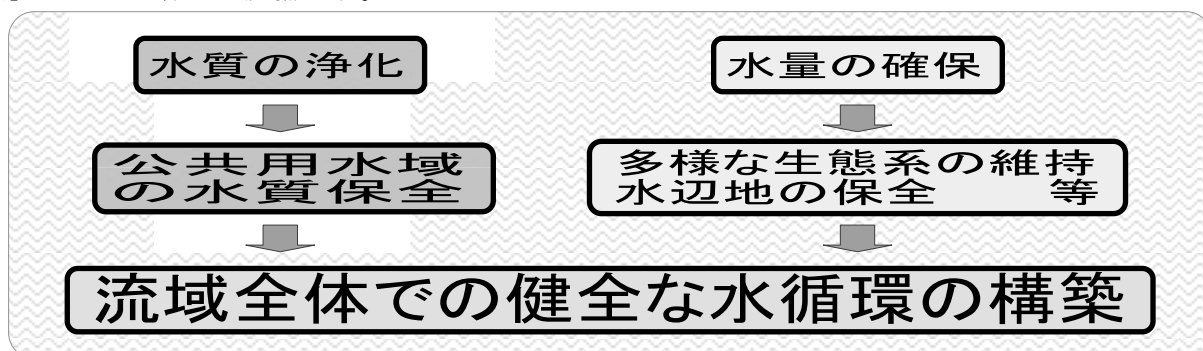 水質の浄化
水量の確保
公共用水域
の水質保全
多様な生態系の維持
水辺地の保全　　等
流域全体での健全な水循環の構築